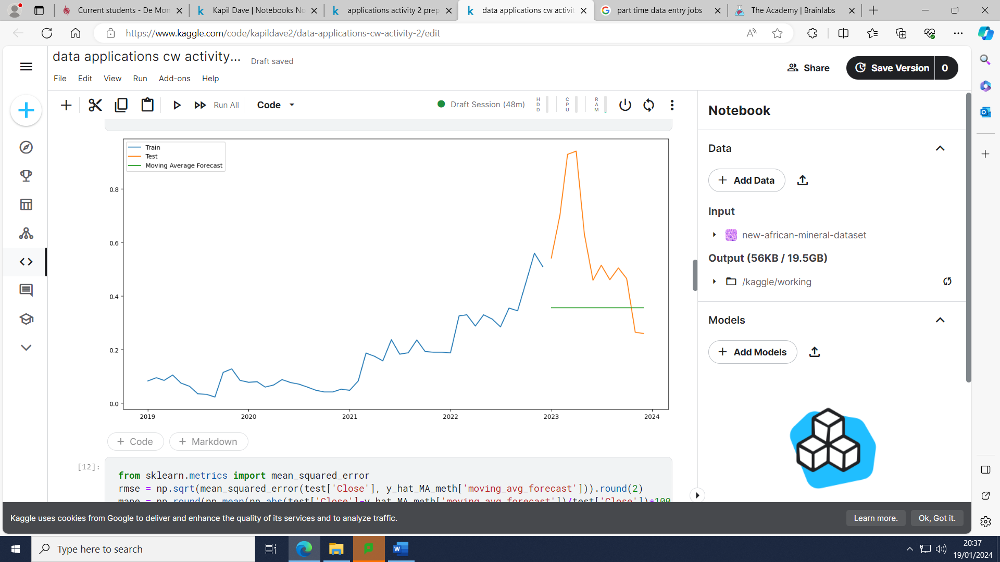 Current students - De Mon
Kapil Dave | Notebooks No
applications activity 2 prep
data applications cw activit
part time data entry jobs
The Academy | Brainlabs
https://www.kaggle.com/code/kapildave2/data-applications-cw-activity-2/edit
data applications cw activity...
Draft saved
File Edit View Run Add-ons Help
Share
Save Version 0
Run All
Code
Draft Session (48m)
HDD
CPU
RAM
Notebook
Train
Test
Moving Average Forecast
0.8
0.6
0.4
0.2
0.0
2019 2020 2021 2022 2023 2024
+ Code
+ Markdown
[12]:
from sklearn.metrics import mean_squared_error
rmse = np.sqrt(mean_squared_error(test['Close'], y_hat_MA_meth['moving_avg_forecast'])).round(2)
mape = np.round(np.mean(np.abs(test['Close']-y_hat_MA_meth['moving_avg_forecast'])/test['Close'])*100
Data
+ Add Data
Input
new-african-mineral-dataset
Output (56KB / 19.5GB)
/kaggle/working
Models
+ Add Models
Kaggle uses cookies from Google to deliver and enhance the quality of its services and to analyze traffic.
Learn more.
Ok, Got it.
Type here to search
20:37
19/01/2024